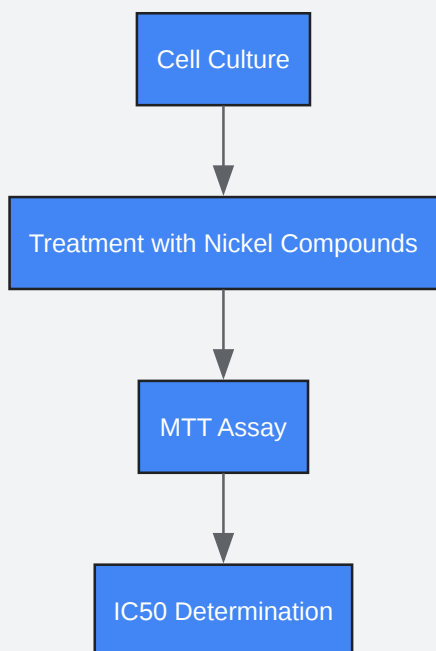 Cell Culture
Treatment with Nickel Compounds
MTT Assay
IC50 Determination